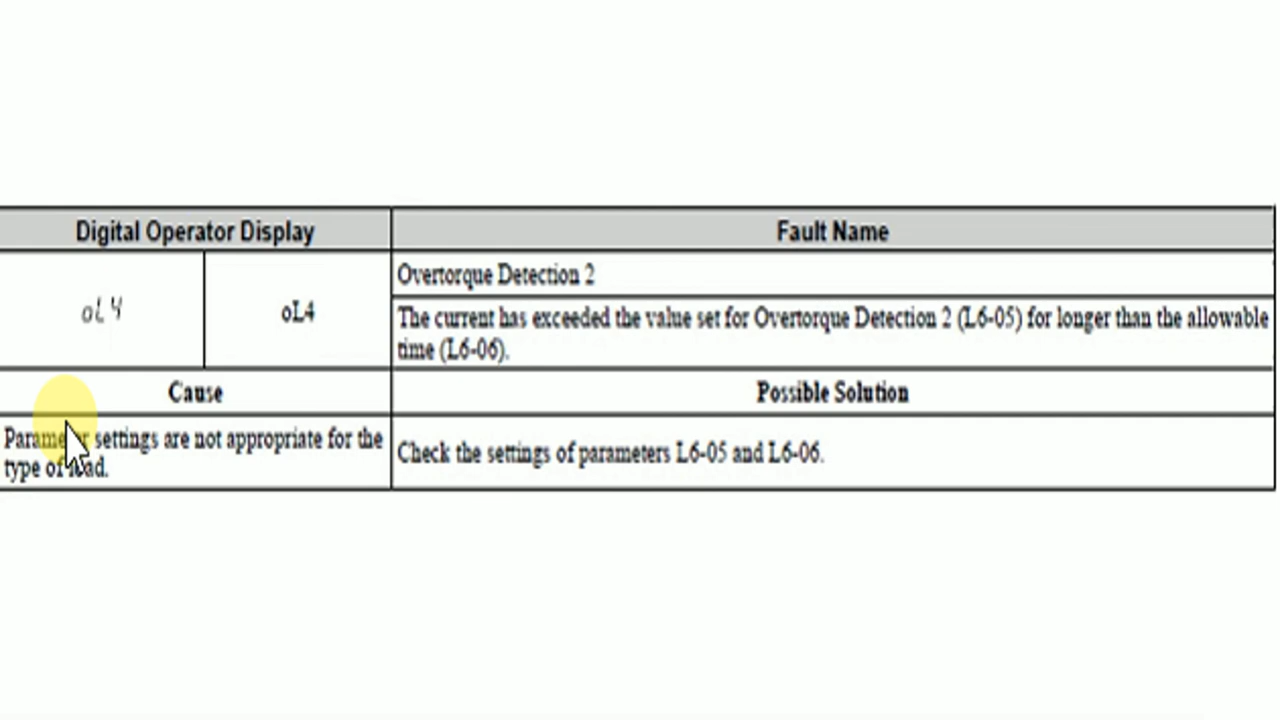 Digital Operator Display Fault Name
oL4 oL4 Overtorque Detection 2
The current has exceeded the value set for Overtorque Detection 2 (L6-05) for longer than the allowable
time (L6-06).
Cause Possible Solution
Parameter settings are not appropriate for the
type of load.
Check the settings of parameters L6-05 and L6-06.